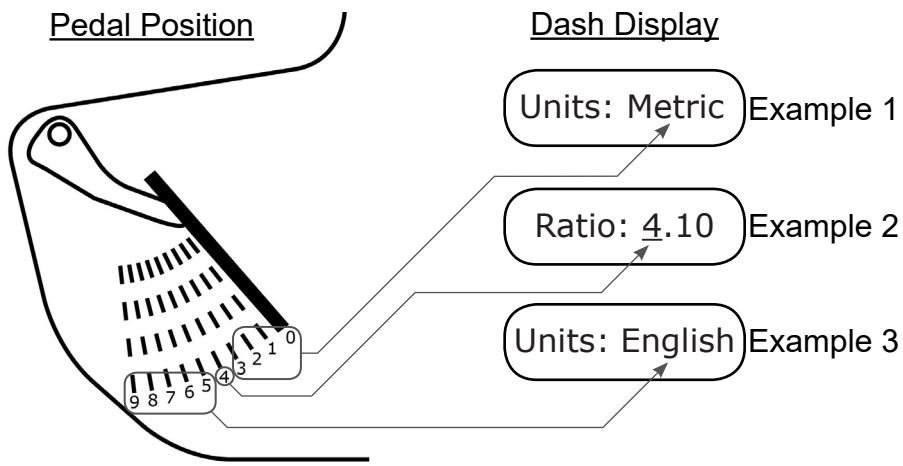 Pedal Position
Dash Display
Units: Metric
Example 1
Ratio: 4.10
Example 2
Units: English
Example 3
0
1
2
3
4
5
6
7
8
9